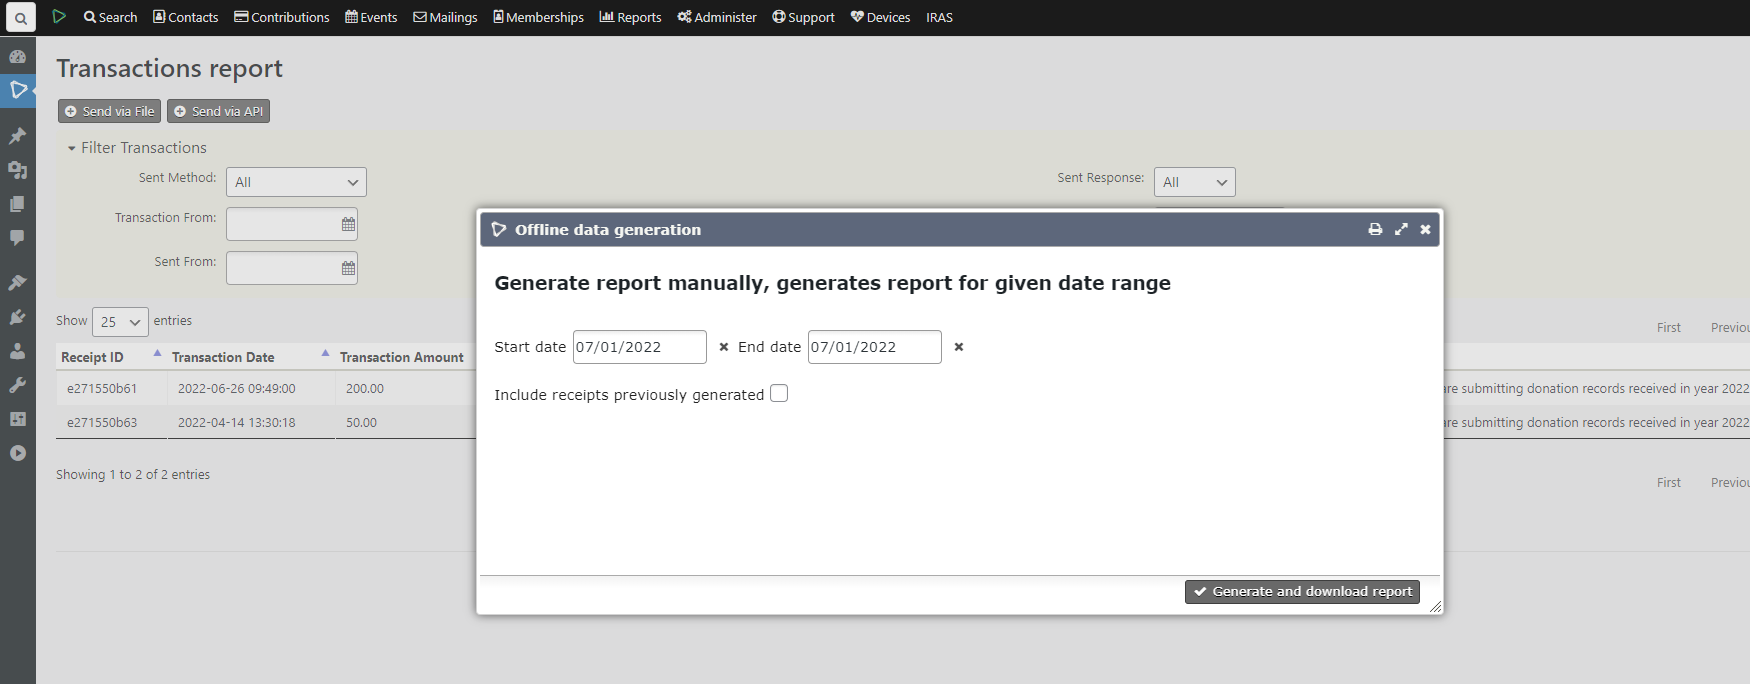 Search Contacts Contributions Events Mailings Memberships Reports Administer Support Devices IRAS
Transactions report
Send via File Send via API
Filter Transactions
Sent Method: All Sent Response: All
Transaction From:
Sent From:
Offline data generation
Generate report manually, generates report for given date range
Start date 07/01/2022 End date 07/01/2022
Include receipts previously generated
Generate and download report
Show 25 entries First
Receipt ID Transaction Date Transaction Amount
e271550b61 2022-06-26 09:49:00 200.00 are submitting donation records received in year 2022
e271550b63 2022-04-14 13:30:18 50.00 are submitting donation records received in year 2022
Showing 1 to 2 of 2 entries First